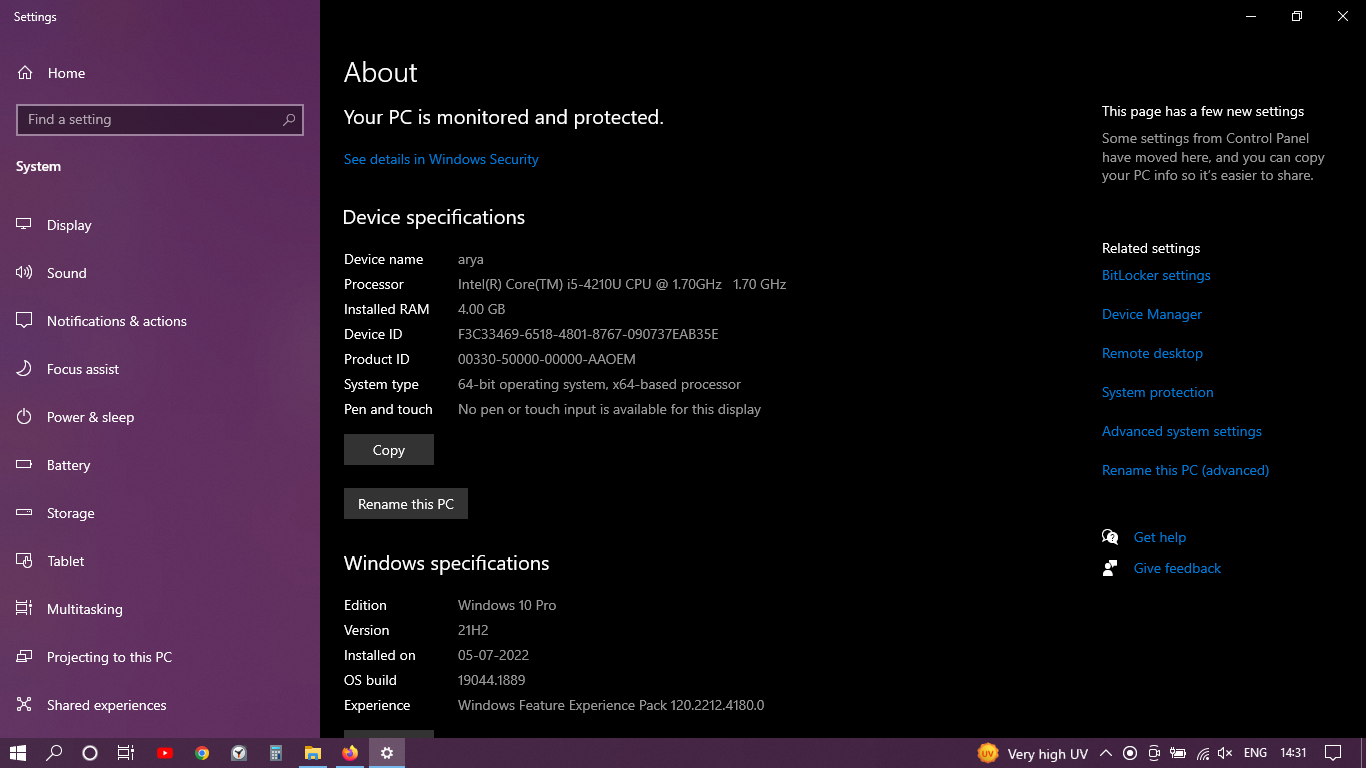 Settings
Home
Find a setting
System
Display
Sound
Notifications & actions
Focus assist
Power & sleep
Battery
Storage
Tablet
Multitasking
Projecting to this PC
Shared experiences
About
Your PC is monitored and protected.
See details in Windows Security
Device specifications
Device name arya
Processor Intel(R) Core(TM) i5-4210U CPU @ 1.70GHz 1.70 GHz
Installed RAM 4.00 GB
Device ID F3C33469-6518-4801-8767-090737EAB35E
Product ID 00330-50000-00000-AAOEM
System type 64-bit operating system, x64-based processor
Pen and touch No pen or touch input is available for this display
Copy
Rename this PC
Windows specifications
Edition Windows 10 Pro
Version 21H2
Installed on 05-07-2022
OS build 19044.1889
Experience Windows Feature Experience Pack 120.2212.4180.0
This page has a few new settings
Some settings from Control Panel
have moved here, and you can copy
your PC info so it's easier to share.
Related settings
BitLocker settings
Device Manager
Remote desktop
System protection
Advanced system settings
Rename this PC (advanced)
Get help
Give feedback
UV Very high UV ENG 14:31